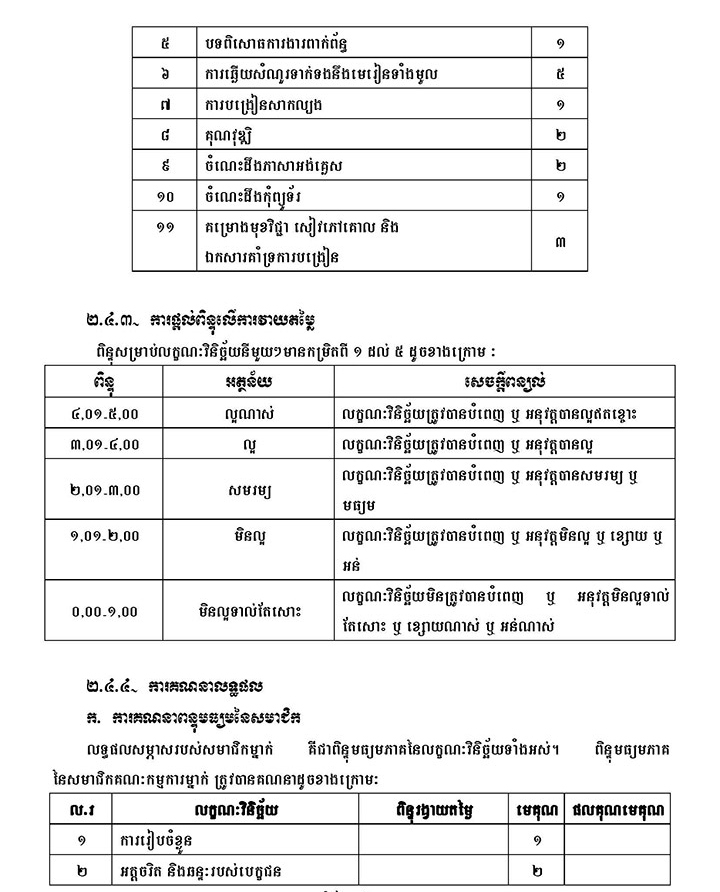 ៥ បទពិសោធការងារពាក់ព័ន្ធ ១
៦ ការឆ្លើយសំណួរទាក់ទងនឹងមេរៀនទាំងមូល ៥
៧ ការបង្រៀនសាកល្បង ១
៨ គុណវុឌ្ឍិ ២
៩ ចំណេះដឹងភាសាអង់គ្លេស ២
១០ ចំណេះដឹងកុំព្យូទ័រ ១
១១ គម្រោងមុខវិជ្ជា សៀវភៅគោល និង
ឯកសារគាំទ្រការបង្រៀន ៣
២.៤.៣. ការផ្តល់ពិន្ទុលើការវាយតម្លៃ
ពិន្ទុសម្រាប់លក្ខណៈវិនិច្ឆ័យនីមួយៗមានកម្រិតពី ១ ដល់ ៥ ដូចខាងក្រោម :
ពិន្ទុ អត្ថន័យ សេចក្តីពន្យល់
៤,០១-៥,០០ ល្អណាស់ លក្ខណៈវិនិច្ឆ័យត្រូវបានបំពេញ ឬ អនុវត្តបានល្អឥតខ្ចោះ
៣,០១-៤,០០ ល្អ លក្ខណៈវិនិច្ឆ័យត្រូវបានបំពេញ ឬ អនុវត្តបានល្អ
២,០១-៣,០០ សមរម្យ លក្ខណៈវិនិច្ឆ័យត្រូវបានបំពេញ ឬ អនុវត្តបានសមរម្យ ឬ
មធ្យម
១,០១-២,០០ មិនល្អ លក្ខណៈវិនិច្ឆ័យត្រូវបានបំពេញ ឬ អនុវត្តមិនល្អ ឬ ខ្សោយ ឬ
អន់
០,០០-១,០០ មិនល្អទាល់តែសោះ លក្ខណៈវិនិច្ឆ័យមិនត្រូវបានបំពេញ ឬ អនុវត្តមិនល្អទាល់
តែសោះ ឬ ខ្សោយណាស់ ឬ អន់ណាស់
២.៤.៤. ការគណនាលទ្ធផល
ក. ការគណនាពន្ទុមធ្យមនៃសមាជិក
លទ្ធផលសម្ភាសរបស់សមាជិកម្នាក់ គឺជាពិន្ទុមធ្យមភាគនៃលក្ខណៈវិនិច្ឆ័យទាំងអស់។ ពិន្ទុមធ្យមភាគ
នៃសមាជិកគណៈកម្មការម្នាក់ ត្រូវបានគណនាដូចខាងក្រោម:
ល.រ លក្ខណៈវិនិច្ឆ័យ ពិន្ទុរង្វាយតម្លៃ មេគុណ ផលគុណមេគុណ
១ ការរៀបចំខ្លួន ១
២ អត្តចរិត និងឆន្ទៈរបស់បេក្ខជន ២